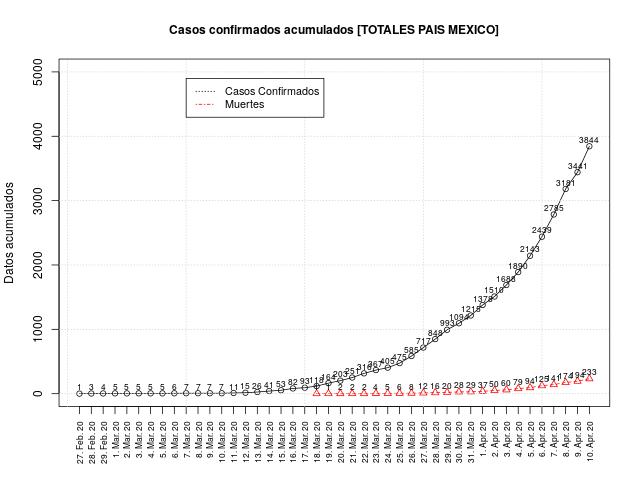 Casos confirmados acumulados [TOTALES PAIS MEXICO]
Datos acumulados
5000
4000
3000
2000
1000
0
Casos Confirmados
Muertes
1 3 4 5 5 5 5 5 6 7 7 7 7 11 15 26 41 53 82 93 118 164 203 251 316 367 405 475 585 717 848 993 1094 1215 1378 1510 1688 1890 2143 2439 2785 3181 3441 3844
1 2 2 2 2 4 5 6 8 12 16 20 28 29 37 50 60 79 94 125 141 174 194 233
27. Feb. 20
28. Feb. 20
29. Feb. 20
1. Mar. 20
2. Mar. 20
3. Mar. 20
4. Mar. 20
5. Mar. 20
6. Mar. 20
7. Mar. 20
8. Mar. 20
9. Mar. 20
10. Mar. 20
11. Mar. 20
12. Mar. 20
13. Mar. 20
14. Mar. 20
15. Mar. 20
16. Mar. 20
17. Mar. 20
18. Mar. 20
19. Mar. 20
20. Mar. 20
21. Mar. 20
22. Mar. 20
23. Mar. 20
24. Mar. 20
25. Mar. 20
26. Mar. 20
27. Mar. 20
28. Mar. 20
29. Mar. 20
30. Mar. 20
31. Mar. 20
1. Apr. 20
2. Apr. 20
3. Apr. 20
4. Apr. 20
5. Apr. 20
6. Apr. 20
7. Apr. 20
8. Apr. 20
9. Apr. 20
10. Apr. 20